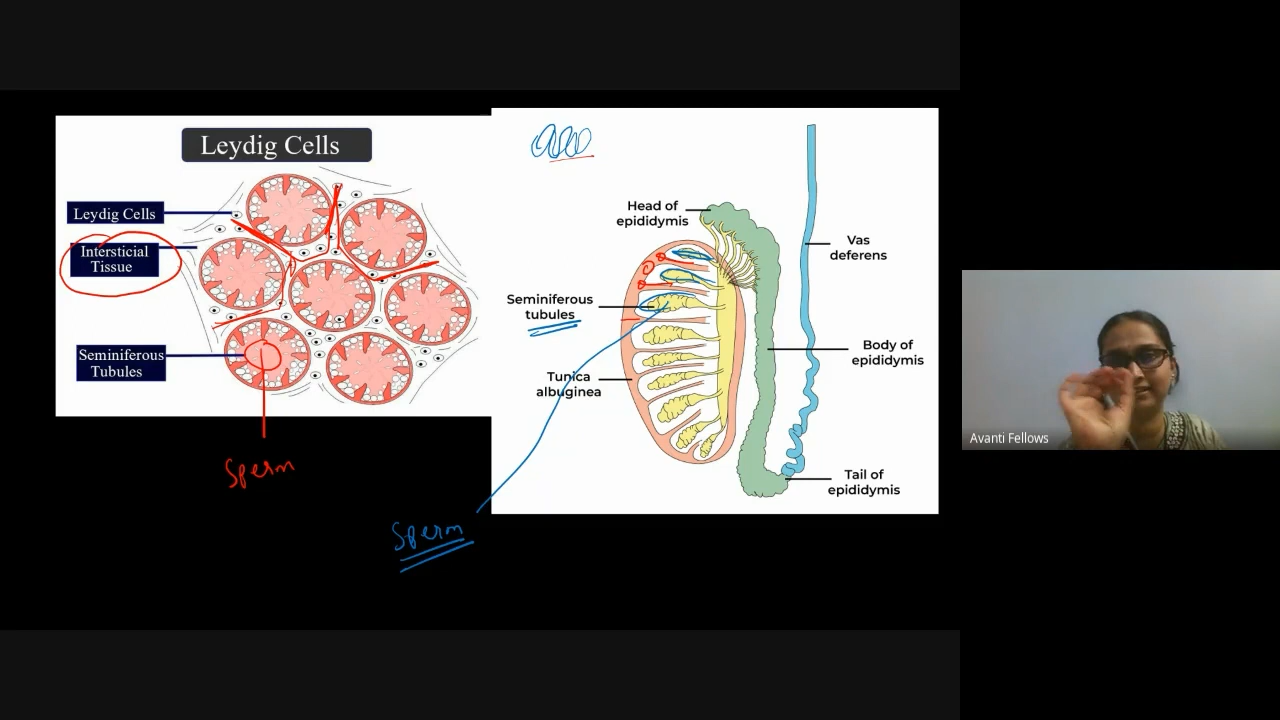 Leydig Cells
Leydig Cells
Intersticial
Tissue
Seminiferous
Tubules
Sperm
Head of
epididymis
Vas
deferens
Seminiferous
tubules
Body of
epididymis
Tunica
albuginea
Tail of
epididymis
Sperm
Avanti Fellows